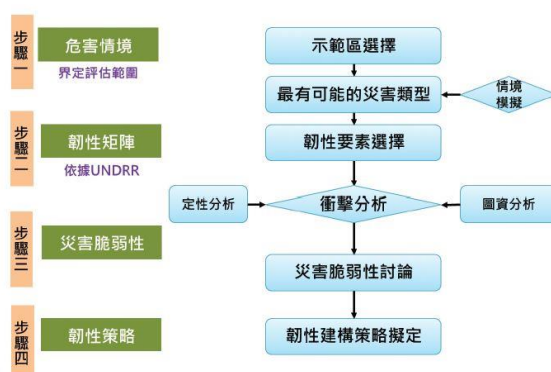 步驟一
危害情境
界定評估範圍
示範區選擇
最有可能的災害類型
情境
模擬
步驟二
韌性矩陣
依據UNDRR
韌性要素選擇
定性分析
衝擊分析
圖資分析
步驟三
災害脆弱性
災害脆弱性討論
步驟四
韌性策略
韌性建構策略擬定